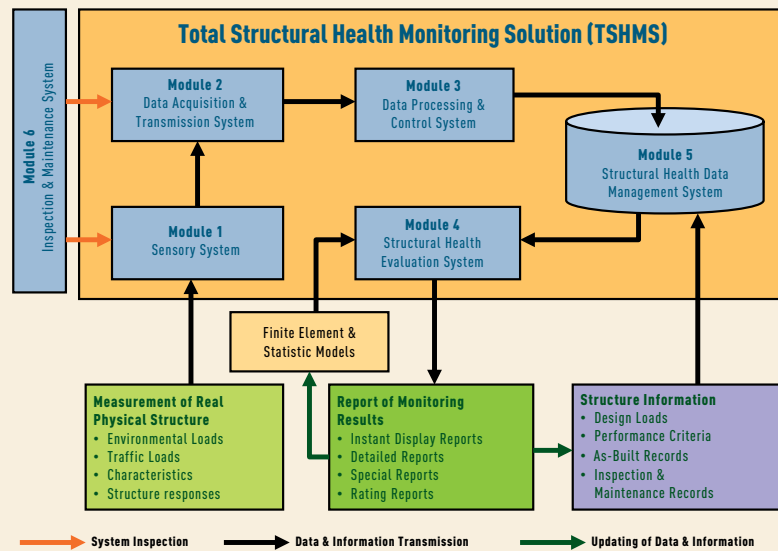 Total Structural Health Monitoring Solution (TSHMS)
Module 6
Inspection & Maintenance System
Module 2
Data Acquisition &
Transmission System
Module 3
Data Processing &
Control System
Module 5
Structural Health Data
Management System
Module 1
Sensory System
Module 4
Structural Health
Evaluation System
Finite Element &
Statistic Models
Measurement of Real
Physical Structure
• Environmental Loads
• Traffic Loads
• Characteristics
• Structure responses
Report of Monitoring
Results
• Instant Display Reports
• Detailed Reports
• Special Reports
• Rating Reports
Structure Information
• Design Loads
• Performance Criteria
• As-Built Records
• Inspection &
Maintenance Records
System Inspection
Data & Information Transmission
Updating of Data & Information